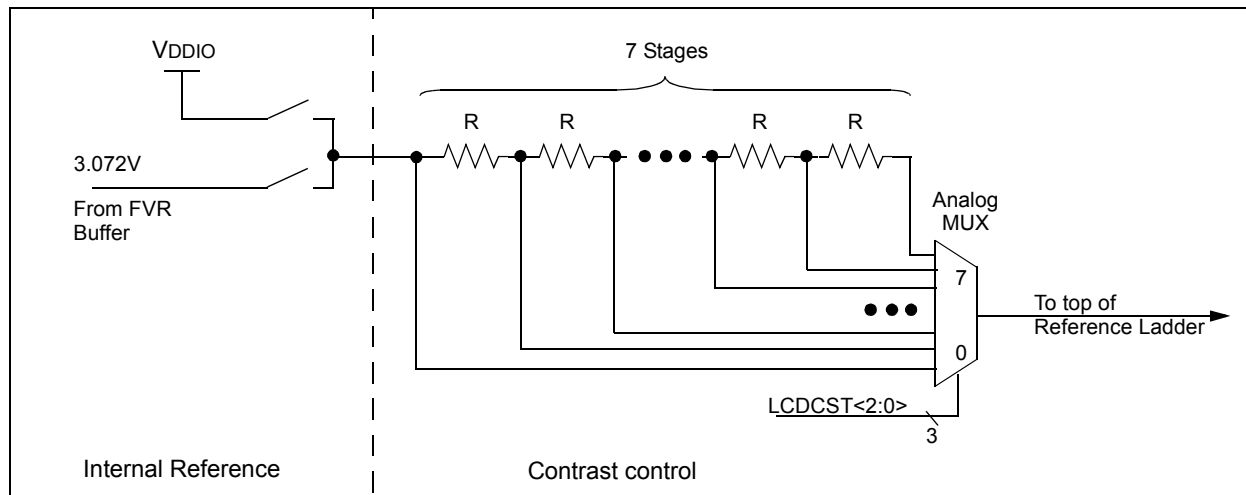 VDDIO
7 Stages
R
R
R
R
3.072V
From FVR
Buffer
Analog
MUX
7
0
To top of
Reference Ladder
LCDCST<2:0>
3
Internal Reference
Contrast control